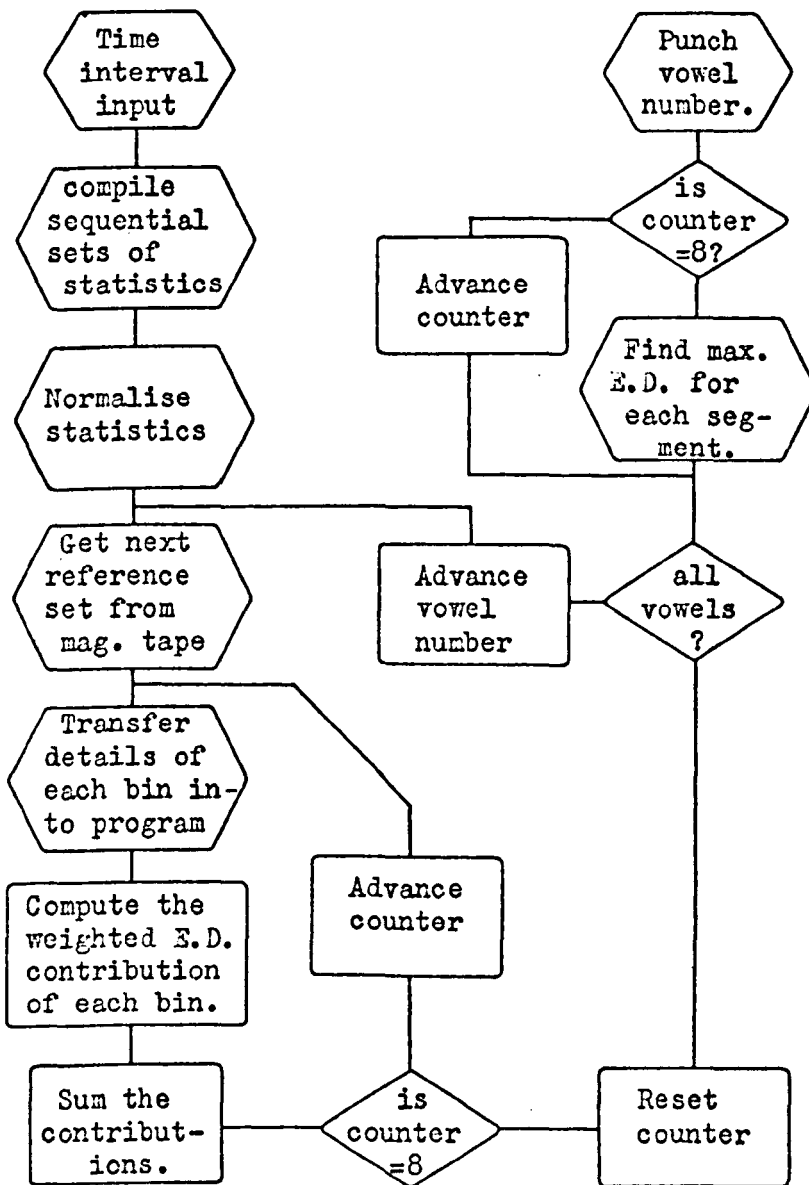 Time
interval
input
compile
sequential
sets of
statistics
Normalise
statistics
Get next
reference
set from
mag. tape
Transfer
details of
each bin in-
to program
Compute the
weighted E.D.
contribution
of each bin.
Sum the
contribut-
ions.
is
counter
=8
Advance
counter
Reset
counter
all
vowels
?
Advance
vowel
number
Find max.
E.D. for
each seg-
ment.
Advance
counter
is
counter
=8?
Punch
vowel
number.